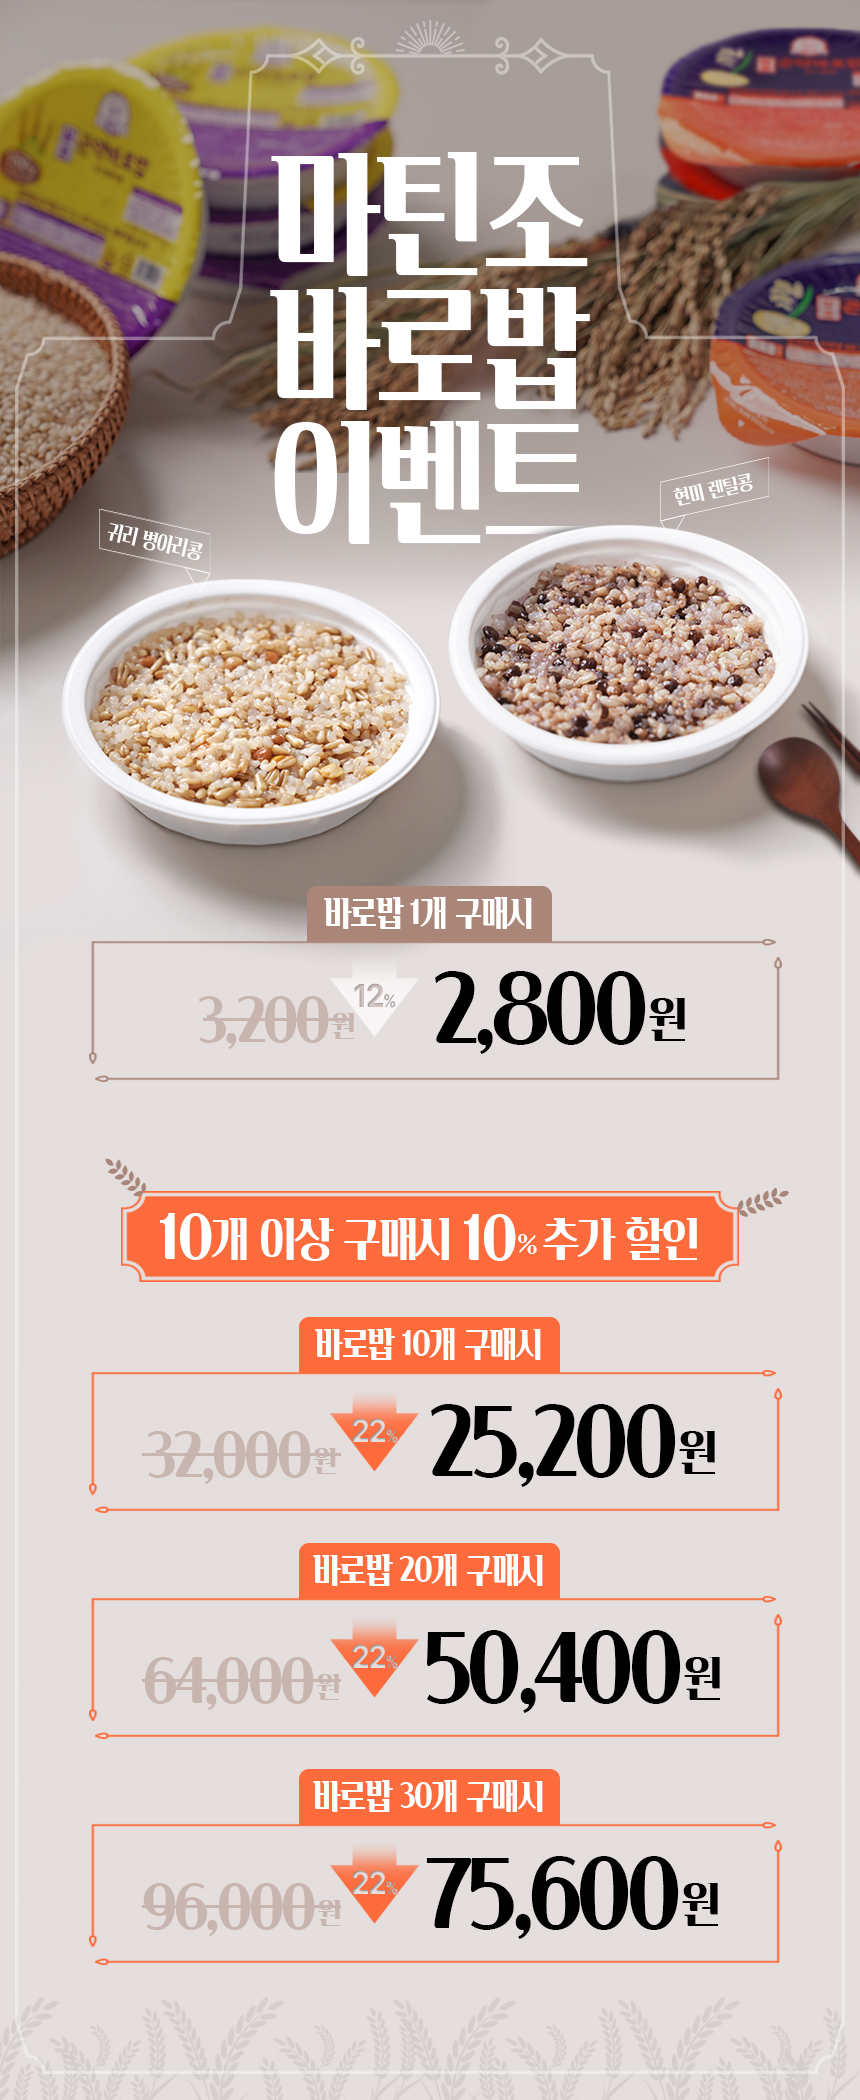 마틴조
바로밥
이벤트
귀리 병아리콩
현미 렌틸콩
바로밥 1개 구매시
3,200원
12%
2,800원
10개 이상 구매시 10% 추가 할인
바로밥 10개 구매시
32,000원
22%
25,200원
바로밥 20개 구매시
64,000원
22%
50,400원
바로밥 30개 구매시
96,000원
22%
75,600원